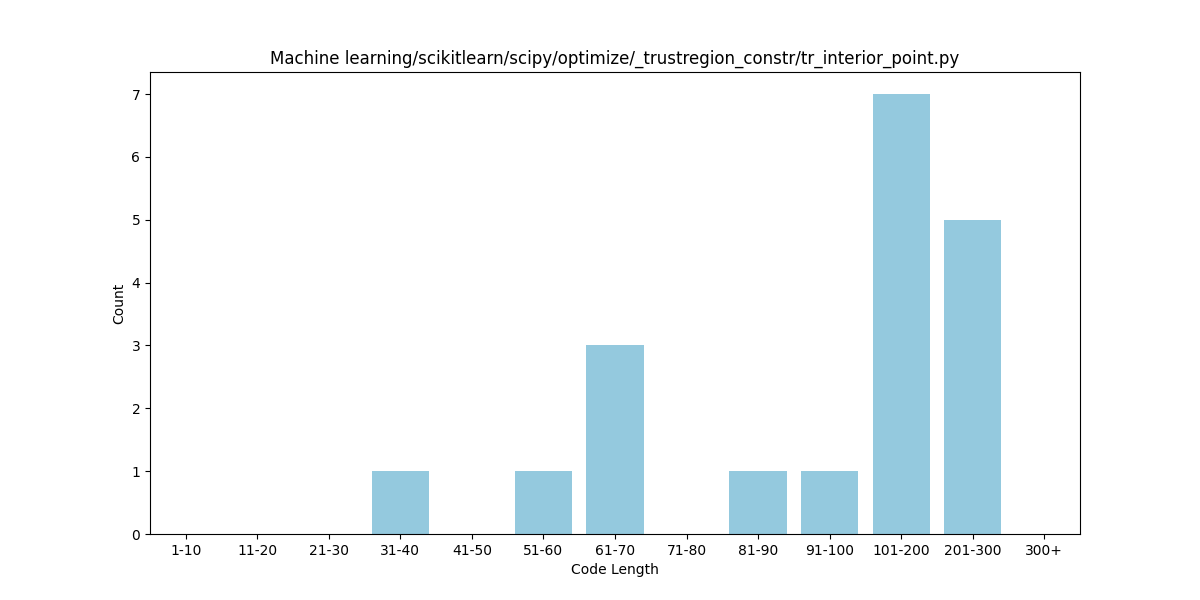 Machine learning/scikitlearn/scipy/optimize/_trustregion_constr/tr_interior_point.py
7
6
5
4
3
2
1
0
Count
1-10 11-20 21-30 31-40 41-50 51-60 61-70 71-80 81-90 91-100 101-200 201-300 300+
Code Length